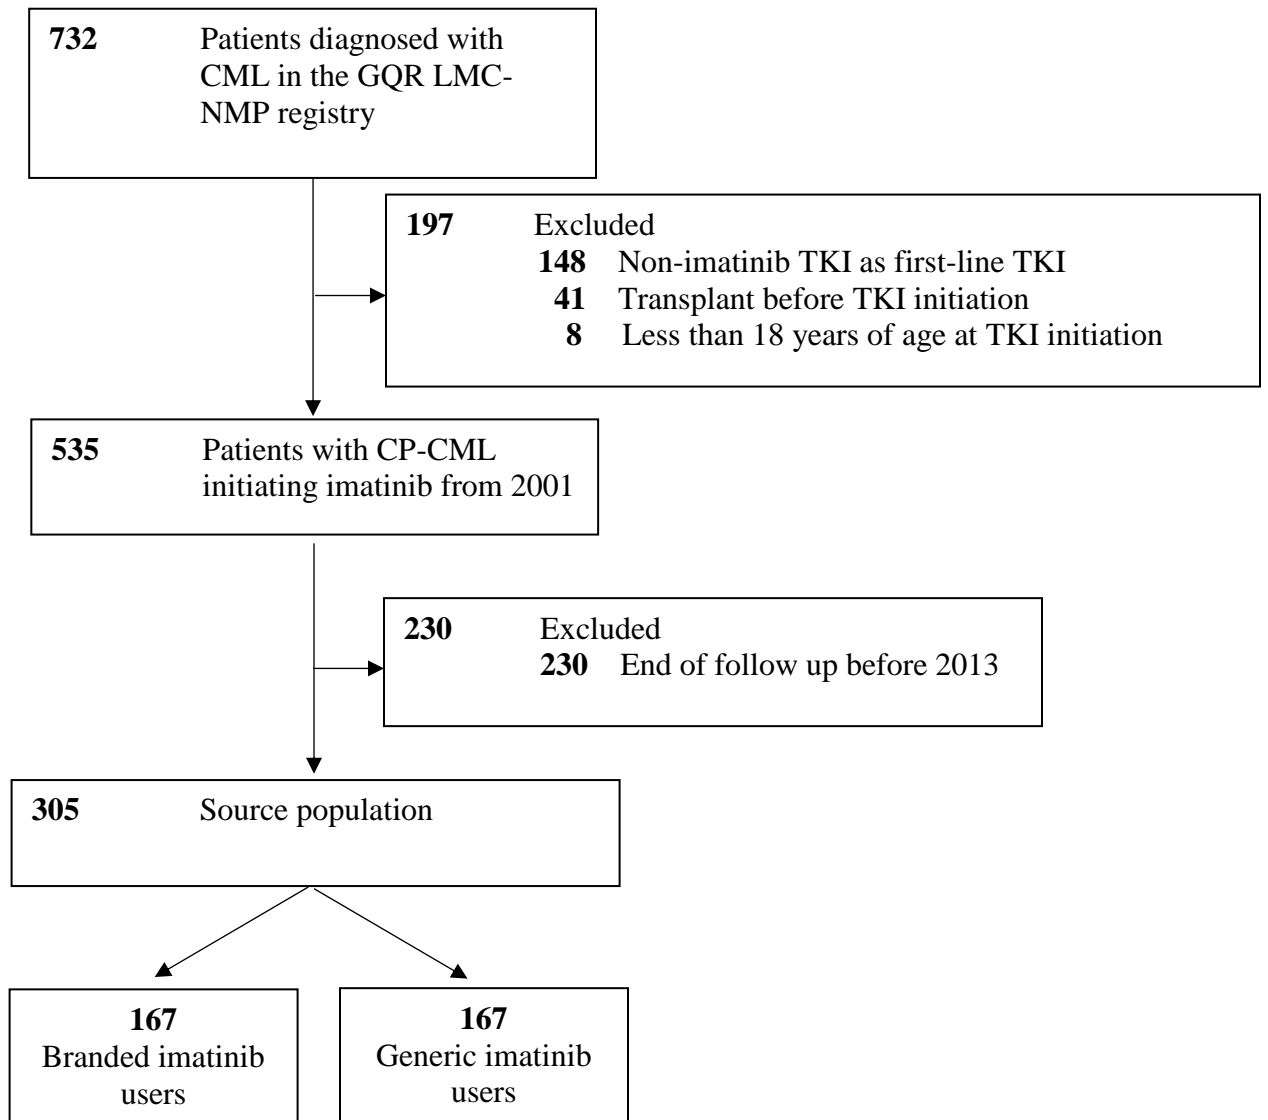 732 Patients diagnosed with
CML in the GQR LMC-
NMP registry
197 Excluded
148 Non-imatinib TKI as first-line TKI
41 Transplant before TKI initiation
8 Less than 18 years of age at TKI initiation
535 Patients with CP-CML
initiating imatinib from 2001
230 Excluded
230 End of follow up before 2013
305 Source population
167
Branded imatinib
users
167
Generic imatinib
users